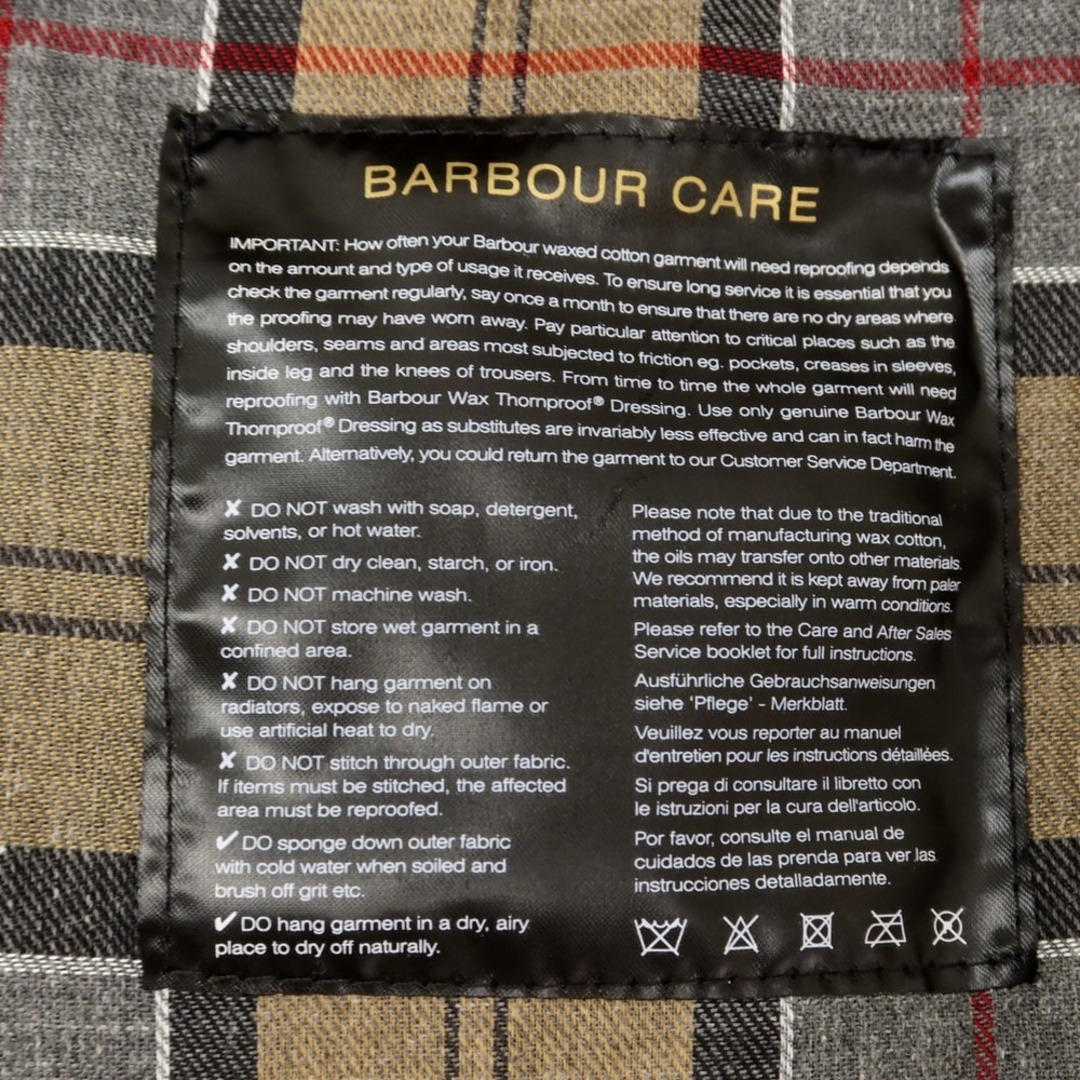 BARBOUR CARE
IMPORTANT: How often your Barbour waxed cotton garment will need reproofing depends
on the amount and type of usage it receives. To ensure long service it is essential that you
check the garment regularly, say once a month to ensure that there are no dry areas where
the proofing may have worn away. Pay particular attention to critical places such as the
shoulders, seams and areas most subjected to friction eg. pockets, creases in sleeves,
inside leg and the knees of trousers. From time to time the whole garment will need
reproofing with Barbour Wax Thornproof® Dressing. Use only genuine Barbour Wax
Thornproof® Dressing as substitutes are invariably less effective and can in fact harm the
garment. Alternatively, you could return the garment to our Customer Service Department.
✘ DO NOT wash with soap, detergent,
solvents, or hot water.
✘ DO NOT dry clean, starch, or iron.
✘ DO NOT machine wash.
✘ DO NOT store wet garment in a
confined area.
✘ DO NOT hang garment on
radiators, expose to naked flame or
use artificial heat to dry.
✘ DO NOT stitch through outer fabric.
If items must be stitched, the affected
area must be reproofed.
✔ DO sponge down outer fabric
with cold water when soiled and
brush off grit etc.
✔ DO hang garment in a dry, airy
place to dry off naturally.
Please note that due to the traditional
method of manufacturing wax cotton,
the oils may transfer onto other materials.
We recommend it is kept away from paler
materials, especially in warm conditions.
Please refer to the Care and After Sales
Service booklet for full instructions.
Ausführliche Gebrauchsanweisungen
siehe 'Pflege' - Merkblatt.
Veuillez vous reporter au manuel
d'entretien pour les instructions détaillées.
Si prega di consultare il libretto con
le istruzioni per la cura dell'articolo.
Por favor, consulte el manual de
cuidados de las prenda para ver las
instrucciones detalladamente.